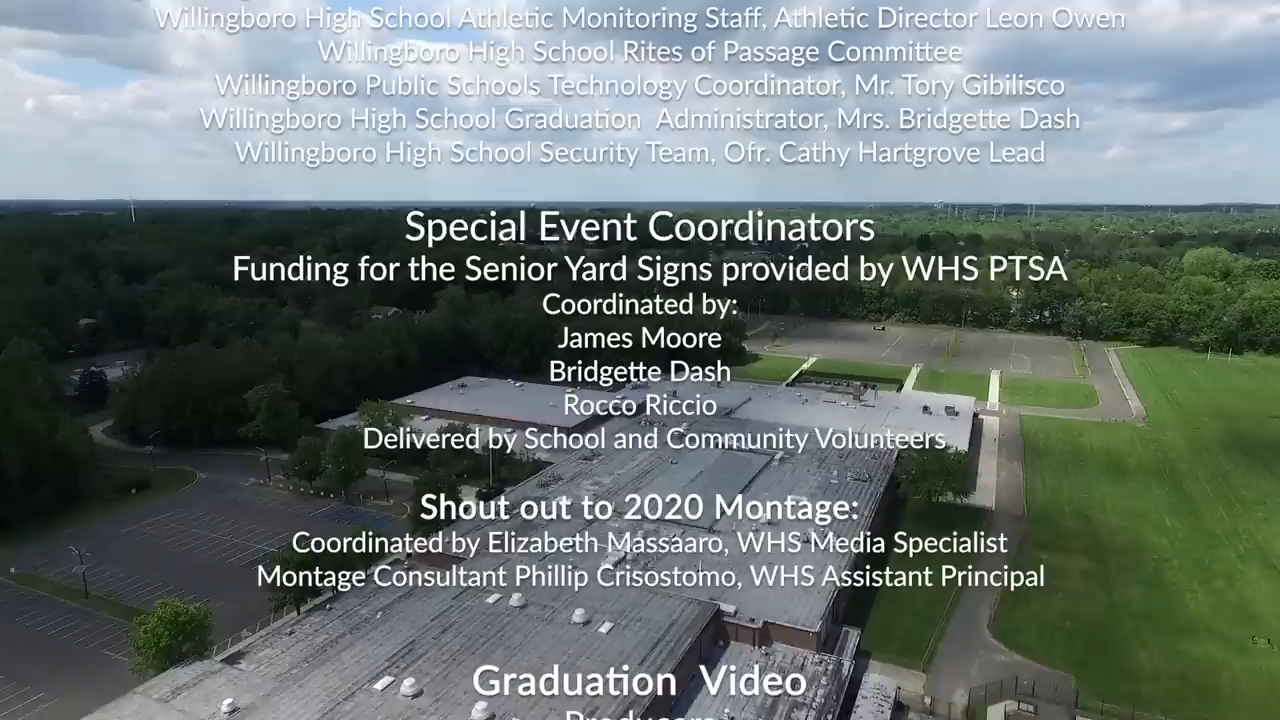 Willingboro High School Athletic Monitoring Staff, Athletic Director Leon Owen
Willingboro High School Rites of Passage Committee
Willingboro Public Schools Technology Coordinator, Mr. Tory Gibilisco
Willingboro High School Graduation  Administrator, Mrs. Bridgette Dash
Willingboro High School Security Team, Ofr. Cathy Hartgrove Lead
Special Event Coordinators
Funding for the Senior Yard Signs provided by WHS PTSA
Coordinated by:
James Moore
Bridgette Dash
Rocco Riccio
Delivered by School and Community Volunteers
Shout out to 2020 Montage:
Coordinated by Elizabeth Massaaro, WHS Media Specialist
Montage Consultant Phillip Crisostomo, WHS Assistant Principal
Graduation  Video
Producers